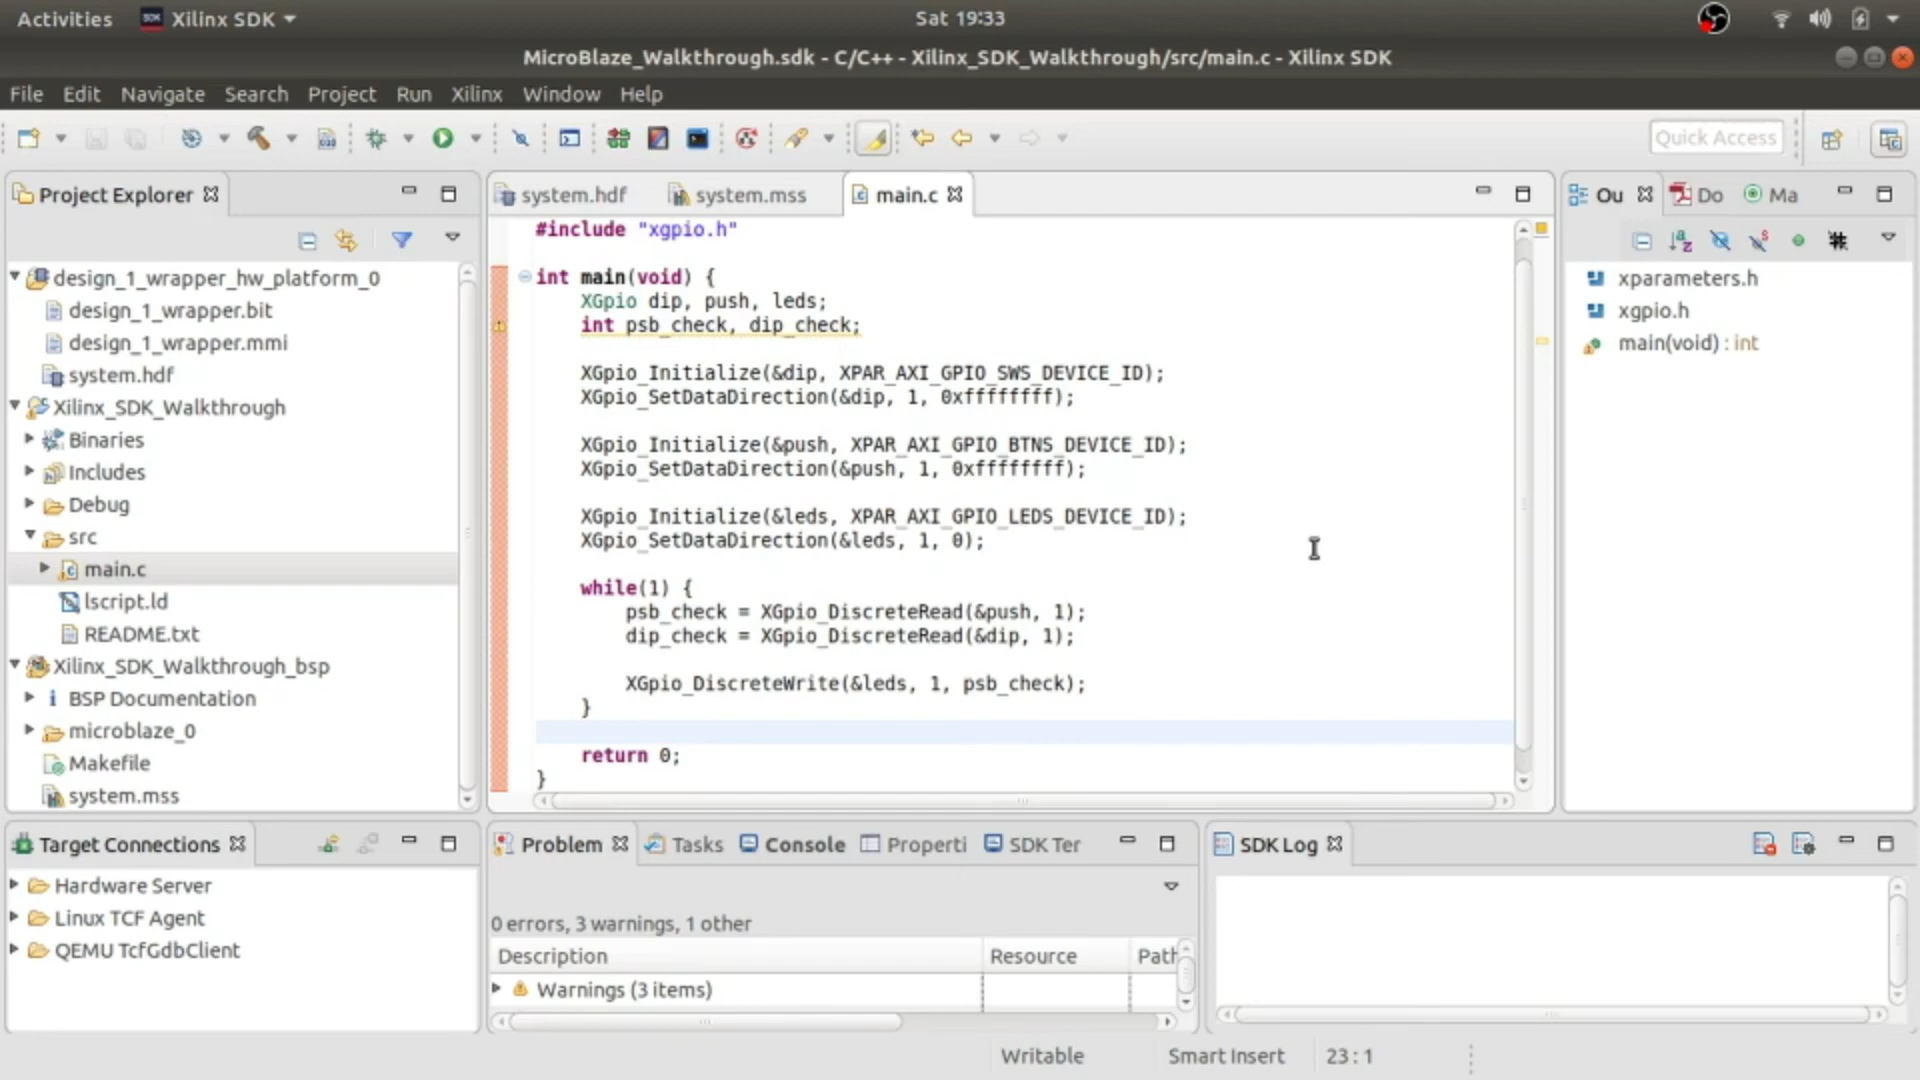 Activities
Xilinx SDK
Sat 19:33
MicroBlaze_Walkthrough.sdk - C/C++ - Xilinx_SDK_Walkthrough/src/main.c - Xilinx SDK
File Edit Navigate Search Project Run Xilinx Window Help
Quick Access
Project Explorer
design_1_wrapper_hw_platform_0
design_1_wrapper.bit
design_1_wrapper.mmi
system.hdf
Xilinx_SDK_Walkthrough
Binaries
Includes
Debug
src
main.c
lscript.ld
README.txt
Xilinx_SDK_Walkthrough_bsp
BSP Documentation
microblaze_0
Makefile
system.mss
system.hdf system.mss main.c
#include "xgpio.h"
int main(void) {
XGpio dip, push, leds;
int psb_check, dip_check;
XGpio_Initialize(&dip, XPAR_AXI_GPIO_SWS_DEVICE_ID);
XGpio_SetDataDirection(&dip, 1, 0xffffffff);
XGpio_Initialize(&push, XPAR_AXI_GPIO_BTNS_DEVICE_ID);
XGpio_SetDataDirection(&push, 1, 0xffffffff);
XGpio_Initialize(&leds, XPAR_AXI_GPIO_LEDS_DEVICE_ID);
XGpio_SetDataDirection(&leds, 1, 0);
while(1) {
psb_check = XGpio_DiscreteRead(&push, 1);
dip_check = XGpio_DiscreteRead(&dip, 1);
XGpio_DiscreteWrite(&leds, 1, psb_check);
}
return 0;
}
Ou Do Ma
xparameters.h
xgpio.h
main(void) : int
Target Connections
Hardware Server
Linux TCF Agent
QEMU TcfGdbClient
Problem Tasks Console Properti SDK Ter
0 errors, 3 warnings, 1 other
Description Resource Path
Warnings (3 items)
SDK Log
Writable Smart Insert 23 : 1